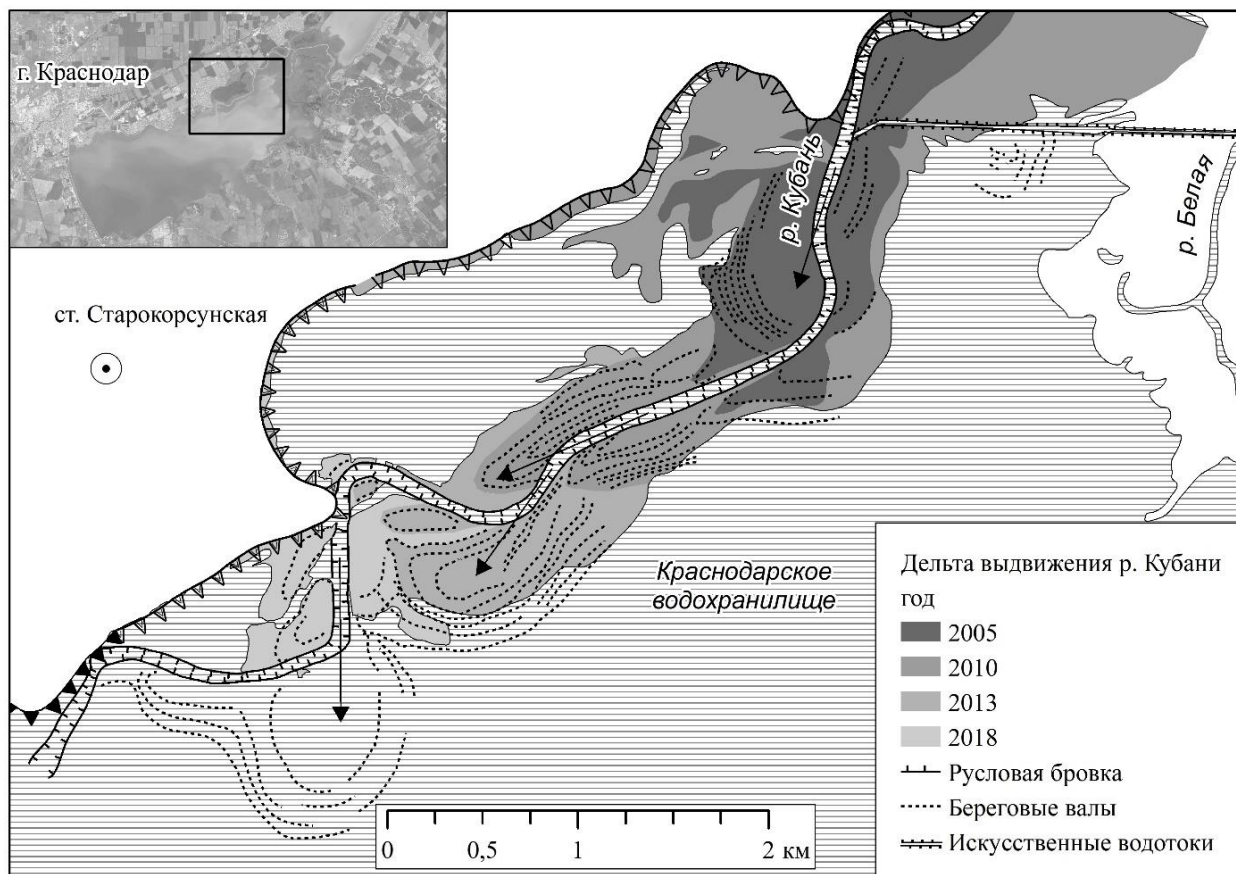 г. Краснодар
р. Кубань
р. Белая
ст. Старокорсунская
Краснодарское
водохранилище
Дельта выдвижения р. Кубани
год
2005
2010
2013
2018
Русловая бровка
Береговые валы
Искусственные водотоки
0 0,5 1 2 км